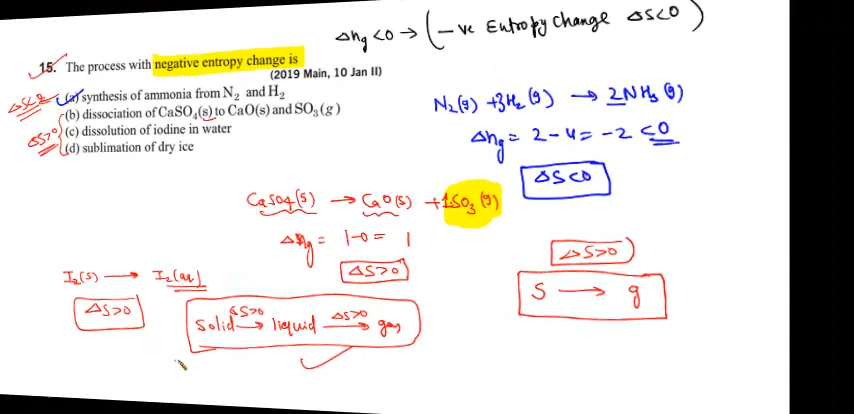 Δng <0 → (-ve Entropy change ΔS<0)
15. The process with negative entropy change is
(2019 Main, 10 Jan II)
(a) synthesis of ammonia from N₂ and H₂
(b) dissociation of CaSO₄(s) to CaO(s) and SO₃(g)
(c) dissolution of iodine in water
(d) sublimation of dry ice
ΔS<0
ΔS>0
N₂(g) + 3H₂(g) → 2NH₃(g)
Δng = 2-4 = -2 <0
ΔS<0
CaSO4(s) → CaO(s) + 1SO₃(g)
Δng = 1-0 = 1
ΔS>0
I₂(s) → I₂(aq)
ΔS>0
ΔS>0 ΔS>0
Solid → liquid → gas
ΔS>0
S → g